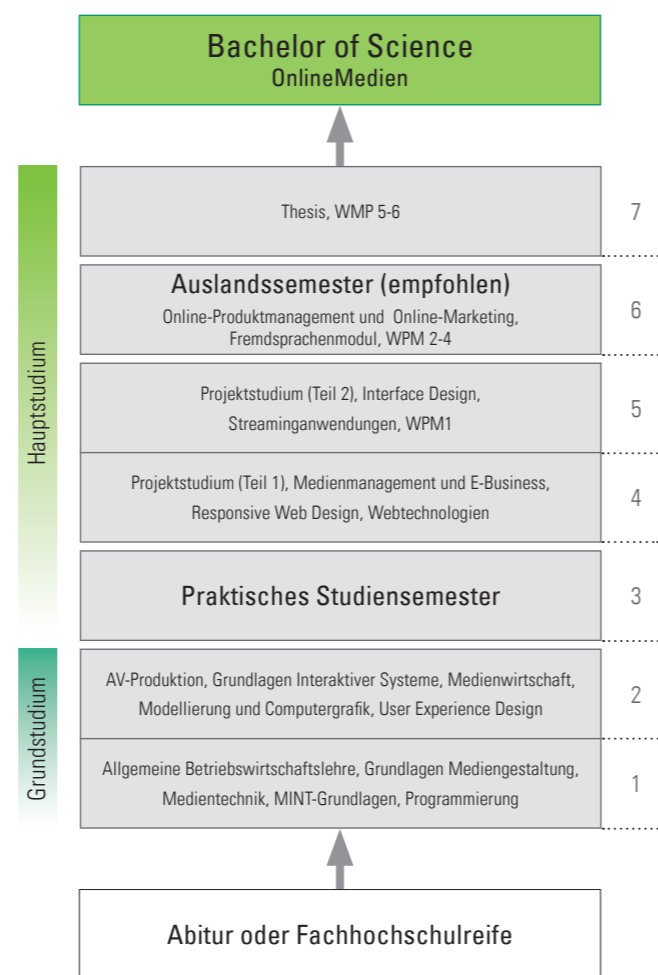 Bachelor of Science
OnlineMedien
Hauptstudium
Thesis, WMP 5-6
7
Auslandssemester (empfohlen)
Online-Produktmanagement und Online-Marketing,
Fremdsprachenmodul, WPM 2-4
6
Projektstudium (Teil 2), Interface Design,
Streaminganwendungen, WPM1
5
Projektstudium (Teil 1), Medienmanagement und E-Business,
Responsive Web Design, Webtechnologien
4
Praktisches Studiensemester
3
Grundstudium
AV-Produktion, Grundlagen Interaktiver Systeme, Medienwirtschaft,
Modellierung und Computergrafik, User Experience Design
2
Allgemeine Betriebswirtschaftslehre, Grundlagen Mediengestaltung,
Medientechnik, MINT-Grundlagen, Programmierung
1
Abitur oder Fachhochschulreife